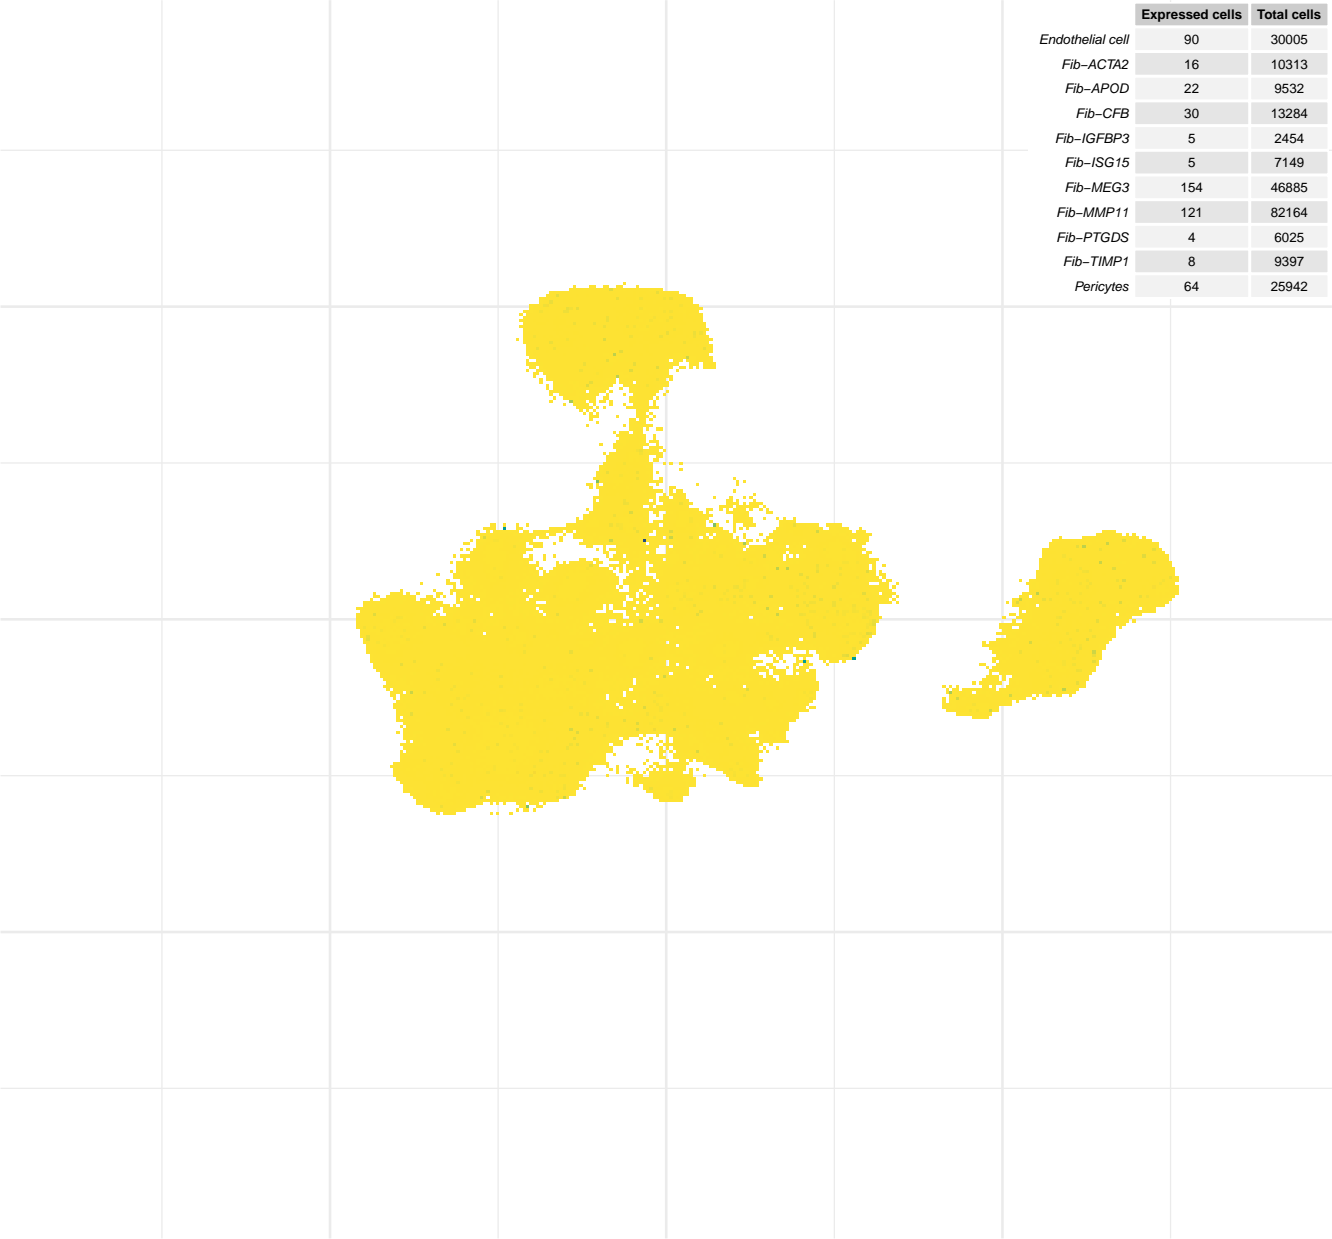 Expressed cells Total cells
Endothelial cell 90 30005
Fib−ACTA2 16 10313
Fib−APOD 22 9532
Fib−CFB 30 13284
Fib−IGFBP3 5 2454
Fib−ISG15 5 7149
Fib−MEG3 154 46885
Fib−MMP11 121 82164
Fib−PTGDS 4 6025
Fib−TIMP1 8 9397
Pericytes 64 25942